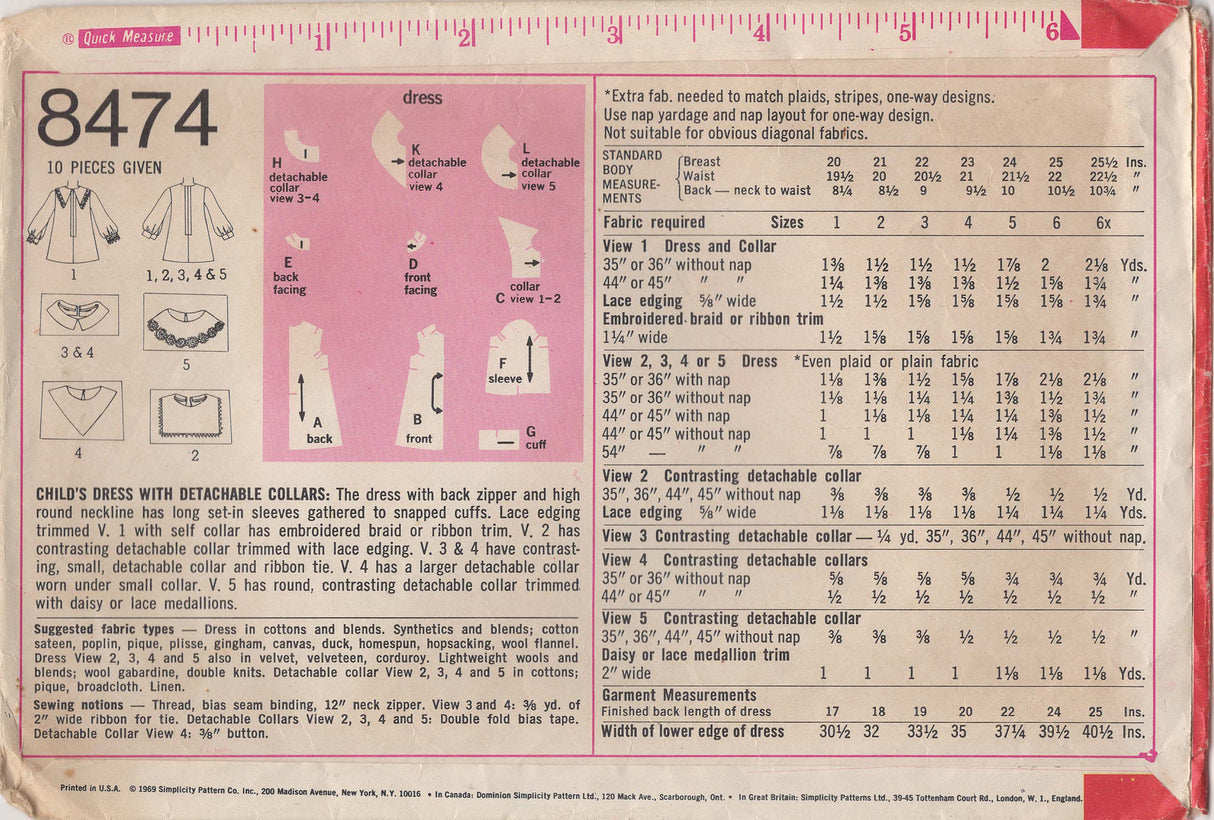 ® Quick Measure 1 2 3 4 5 6
8474
10 PIECES GIVEN
1
1, 2, 3, 4 & 5
3 & 4
5
4
2
dress
H
detachable
collar
view 3-4
K
detachable
collar
view 4
L
detachable
collar
view 5
E
back
facing
D
front
facing
collar
C view 1-2
A
back
B
front
F
sleeve
G
cuff
CHILD'S DRESS WITH DETACHABLE COLLARS: The dress with back zipper and high
round neckline has long set-in sleeves gathered to snapped cuffs. Lace edging
trimmed V. 1 with self collar has embroidered braid or ribbon trim. V. 2 has
contrasting detachable collar trimmed with lace edging. V. 3 & 4 have contrast-
ing, small, detachable collar and ribbon tie. V. 4 has a larger detachable collar
worn under small collar. V. 5 has round, contrasting detachable collar trimmed
with daisy or lace medallions.
Suggested fabric types — Dress in cottons and blends. Synthetics and blends; cotton
sateen, poplin, pique, plisse, gingham, canvas, duck, homespun, hopsacking, wool flannel.
Dress View 2, 3, 4 and 5 also in velvet, velveteen, corduroy. Lightweight wools and
blends; wool gabardine, double knits. Detachable collar View 2, 3, 4 and 5 in cottons;
pique, broadcloth. Linen.
Sewing notions — Thread, bias seam binding, 12" neck zipper. View 3 and 4: ⅜ yd. of
2" wide ribbon for tie. Detachable Collars View 2, 3, 4 and 5: Double fold bias tape.
Detachable Collar View 4: ⅜" button.
*Extra fab. needed to match plaids, stripes, one-way designs.
Use nap yardage and nap layout for one-way design.
Not suitable for obvious diagonal fabrics.
STANDARD
BODY
MEASURE-
MENTS
Breast 20 21 22 23 24 25 25½ Ins.
Waist 19½ 20 20½ 21 21½ 22 22½ "
Back — neck to waist 8¼ 8½ 9 9½ 10 10½ 10¾ "
Fabric required Sizes 1 2 3 4 5 6 6x
View 1 Dress and Collar
35" or 36" without nap 1⅜ 1½ 1½ 1½ 1⅞ 2 2⅛ Yds.
44" or 45" " " 1¼ 1⅜ 1⅜ 1⅜ 1½ 1⅝ 1¾ "
Lace edging ⅝" wide 1½ 1½ 1⅝ 1⅝ 1⅝ 1⅝ 1¾ "
Embroidered braid or ribbon trim
1¼" wide 1½ 1⅝ 1⅝ 1⅝ 1⅝ 1¾ 1¾ "
View 2, 3, 4 or 5 Dress *Even plaid or plain fabric
35" or 36" with nap 1⅛ 1⅜ 1½ 1⅝ 1⅞ 2⅛ 2⅛ "
35" or 36" without nap 1⅛ 1⅛ 1¼ 1¼ 1⅜ 1½ 1¾ "
44" or 45" with nap 1 1⅛ 1⅛ 1¼ 1¼ 1⅜ 1½ "
44" or 45" without nap 1 1 1 1⅛ 1¼ 1⅜ 1½ "
54" — " " ⅞ ⅞ ⅞ 1 1 1⅛ 1⅛ "
View 2 Contrasting detachable collar
35", 36", 44", 45" without nap ⅜ ⅜ ⅜ ⅜ ½ ½ ½ Yd.
Lace edging ⅝" wide 1⅛ 1⅛ 1⅛ 1⅛ 1¼ 1¼ 1¼ Yds.
View 3 Contrasting detachable collar — ¼ yd. 35", 36", 44", 45" without nap.
View 4 Contrasting detachable collars
35" or 36" without nap ⅝ ⅝ ⅝ ⅝ ¾ ¾ ¾ Yd.
44" or 45" " " ½ ½ ½ ½ ½ ½ ½ "
View 5 Contrasting detachable collar
35", 36", 44", 45" without nap ⅜ ⅜ ⅜ ½ ½ ½ ½ "
Daisy or lace medallion trim
2" wide 1 1 1 1 1⅛ 1⅛ 1⅛ Yds.
Garment Measurements
Finished back length of dress 17 18 19 20 22 24 25 Ins.
Width of lower edge of dress 30½ 32 33½ 35 37¼ 39½ 40½ Ins.
Printed in U.S.A. © 1969 Simplicity Pattern Co. Inc., 200 Madison Avenue, New York, N.Y. 10016 • In Canada: Dominion Simplicity Pattern Ltd., 120 Mack Ave., Scarborough, Ont. • In Great Britain: Simplicity Patterns Ltd., 39-45 Tottenham Court Rd., London, W. 1., England.